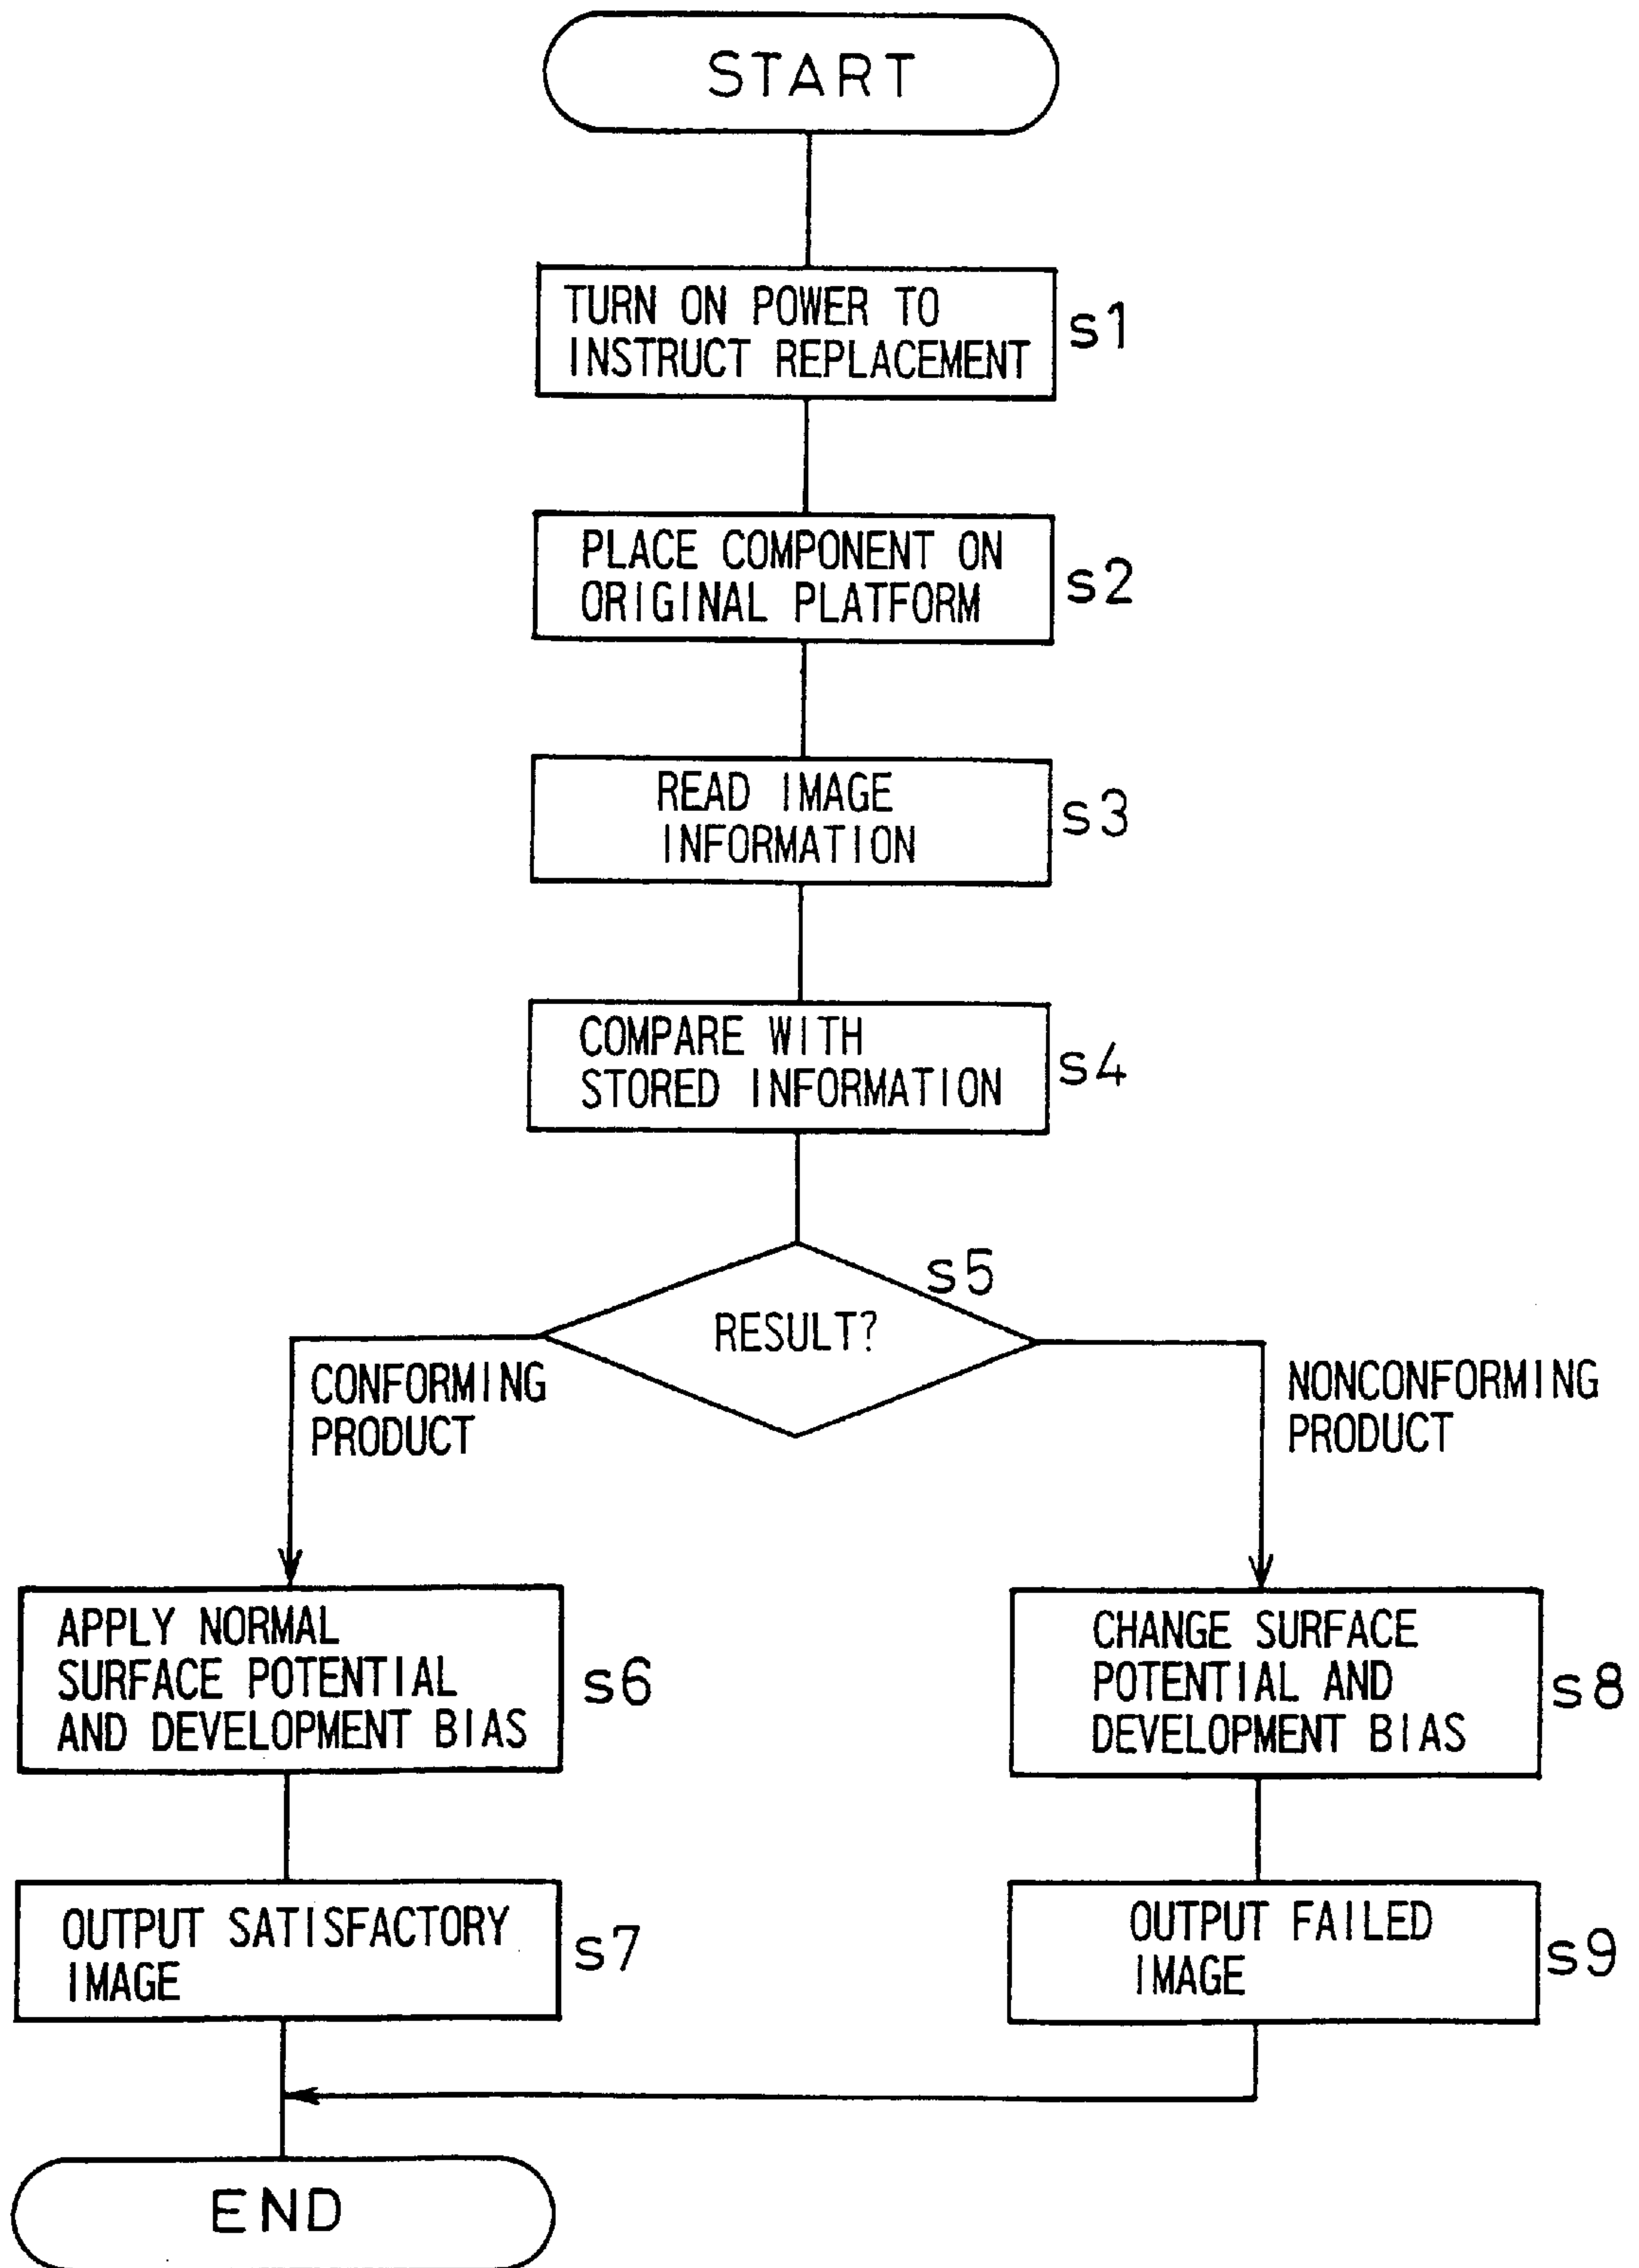 START
TURN ON POWER TO
INSTRUCT REPLACEMENT
s1
PLACE COMPONENT ON
ORIGINAL PLATFORM
s2
READ IMAGE
INFORMATION
s3
COMPARE WITH
STORED INFORMATION
s4
s5
RESULT?
CONFORMING
PRODUCT
NONCONFORMING
PRODUCT
APPLY NORMAL
SURFACE POTENTIAL
AND DEVELOPMENT BIAS
s6
CHANGE SURFACE
POTENTIAL AND
DEVELOPMENT BIAS
s8
OUTPUT SATISFACTORY
IMAGE
s7
OUTPUT FAILED
IMAGE
s9
END